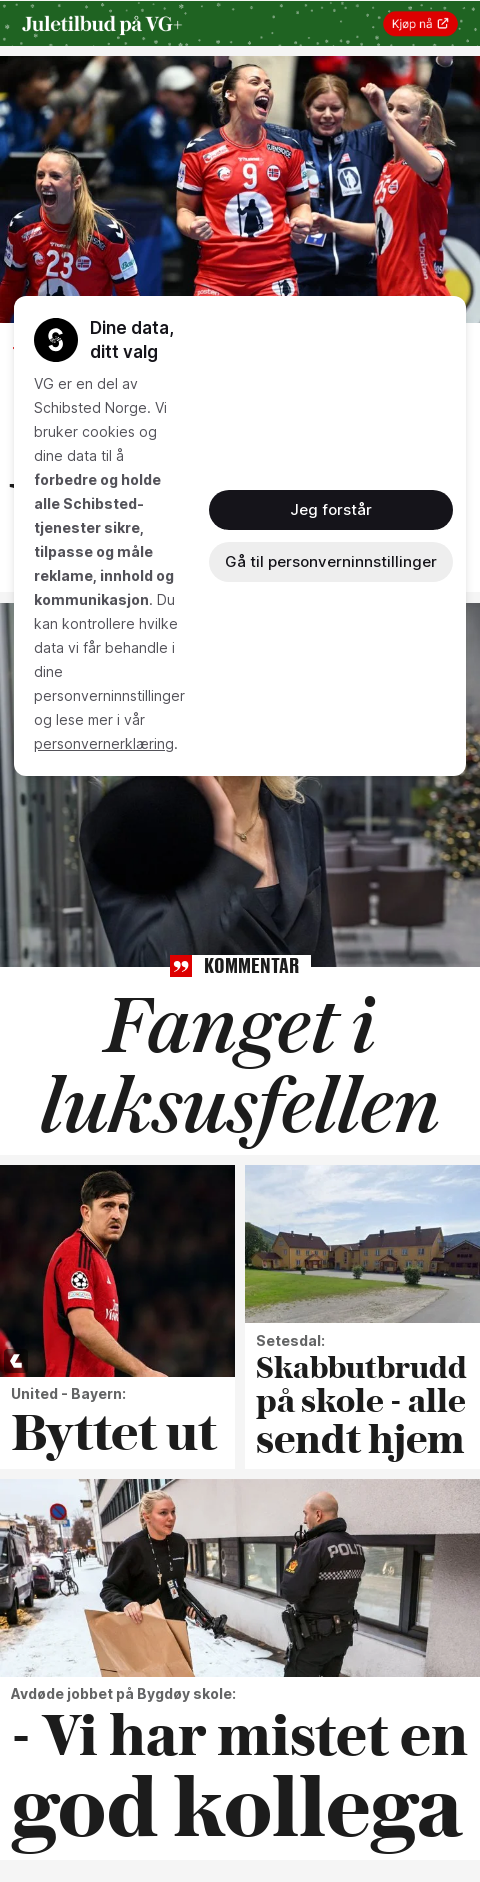 Juletilbud på VG+
Kjøp nå
9
23
25
Dine data,
ditt valg
VG er en del av
Schibsted Norge. Vi
bruker cookies og
dine data til å
forbedre og holde
alle Schibsted-
tjenester sikre,
tilpasse og måle
reklame, innhold og
kommunikasjon. Du
kan kontrollere hvilke
data vi får behandle i
dine
personverninnstillinger
og lese mer i vår
personvernerklæring.
Jeg forstår
Gå til personverninnstillinger
KOMMENTAR
Fanget i
luksusfellen
United - Bayern:
Byttet ut
Setesdal:
Skabbutbrudd
på skole - alle
sendt hjem
POLITI
Avdøde jobbet på Bygdøy skole:
- Vi har mistet en
god kollega